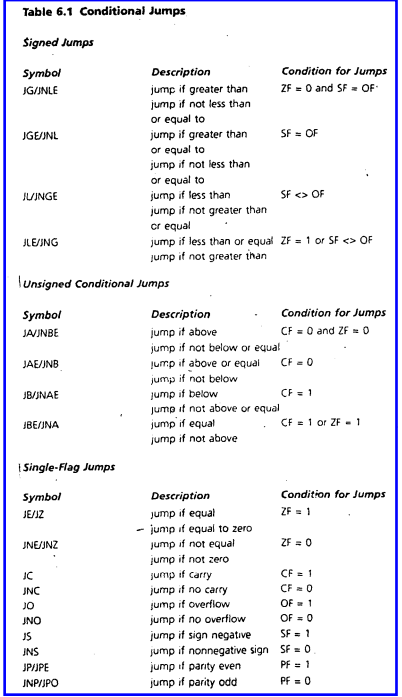 Table 6.1 Conditional Jumps
Signed Jumps
Symbol Description Condition for Jumps
JG/JNLE jump if greater than ZF = 0 and SF = OF
jump if not less than
or equal to
JGE/JNL jump if greater SF = OF
or equal to
jump if not less than
or equal to
JL/JNGE jump if less than SF <> OF
jump if not greater than
or equal
JLE/JNG jump if less than or equal ZF = 1 or SF <> OF
jump if not greater than
Unsigned Conditional Jumps
Symbol Description Condition for Jumps
JA/JNBE jump if above CF = 0 and ZF = 0
jump if not below or equal
JAE/JNB jump if above or equal CF = 0
jump if not below
JB/JNAE jump if below CF = 1
jump if not above or equal
JBE/JNA jump if equal CF = 1 or ZF = 1
jump if not above
Single-Flag Jumps
Symbol Description Condition for Jumps
JE/JZ jump if equal ZF = 1
jump if equal to zero
JNE/JNZ jump if not equal ZF = 0
jump if not zero
JC jump if carry CF = 1
JNC jump if no carry CF = 0
JO jump if overflow OF = 1
JNO jump if no overflow OF = 0
JS jump if sign negative SF = 1
JNS jump if nonnegative sign SF = 0
JP/JPE jump if parity even PF = 1
JNP/JPO jump if parity odd PF = 0